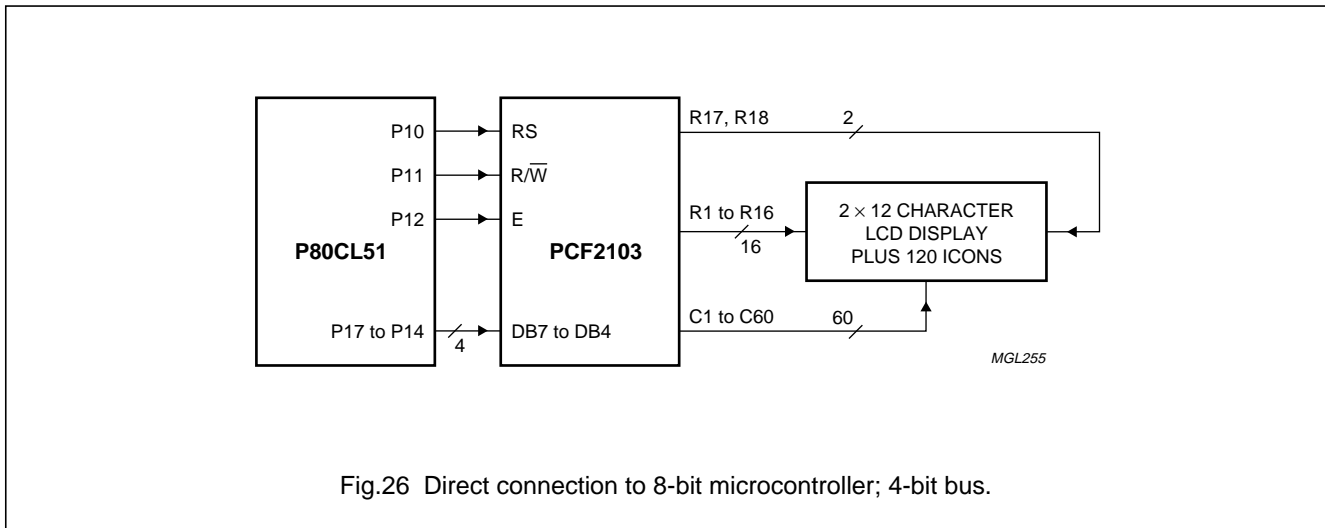 P10
RS
R17, R18
2
P11
R/W̅
P12
E
R1 to R16
16
2 × 12 CHARACTER
LCD DISPLAY
PLUS 120 ICONS
P80CL51
PCF2103
P17 to P14
4
DB7 to DB4
C1 to C60
60
MGL255
Fig.26 Direct connection to 8-bit microcontroller; 4-bit bus.